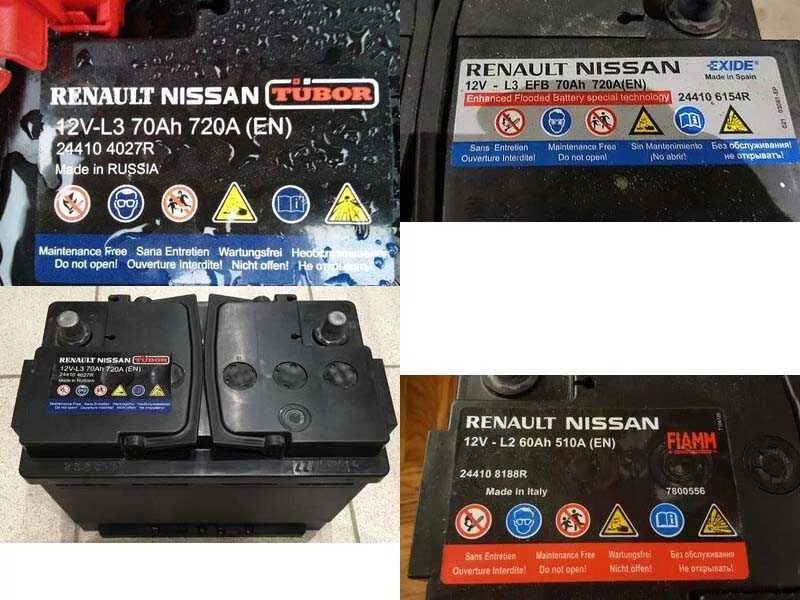 RENAULT NISSAN TÜBOR
12V-L3 70Ah 720A (EN)
24410 4027R
Made in RUSSIA
Maintenance Free Sana Entretien Wartungsfrei Необслуж
Do not open! Ouverture Interdite! Nicht offen! Не открывать!
RENAULT NISSAN EXIDE
Made in Spain
12V - L3 EFB 70Ah 720A(EN)
Enhanced Flooded Battery special technology 24410 6154R
Sans Entretien Maintenance Free Sin Mantenimiento Без обслуживания!
Ouverture Interdite! Do not Open! ¡No abrir! не открывать!
RENAULT NISSAN TÜBOR
12V-L3 70Ah 720A (EN)
24410 4027R
Made in RUSSIA
RENAULT NISSAN
12V - L2 60Ah 510A (EN) FIAMM
24410 8188R
Made in Italy 7800556
Sans Entretien Maintenance Free Wartungsfrei Без обслуживания
Ouverture Interdite! Do not open! Nicht offen! Не открывать!